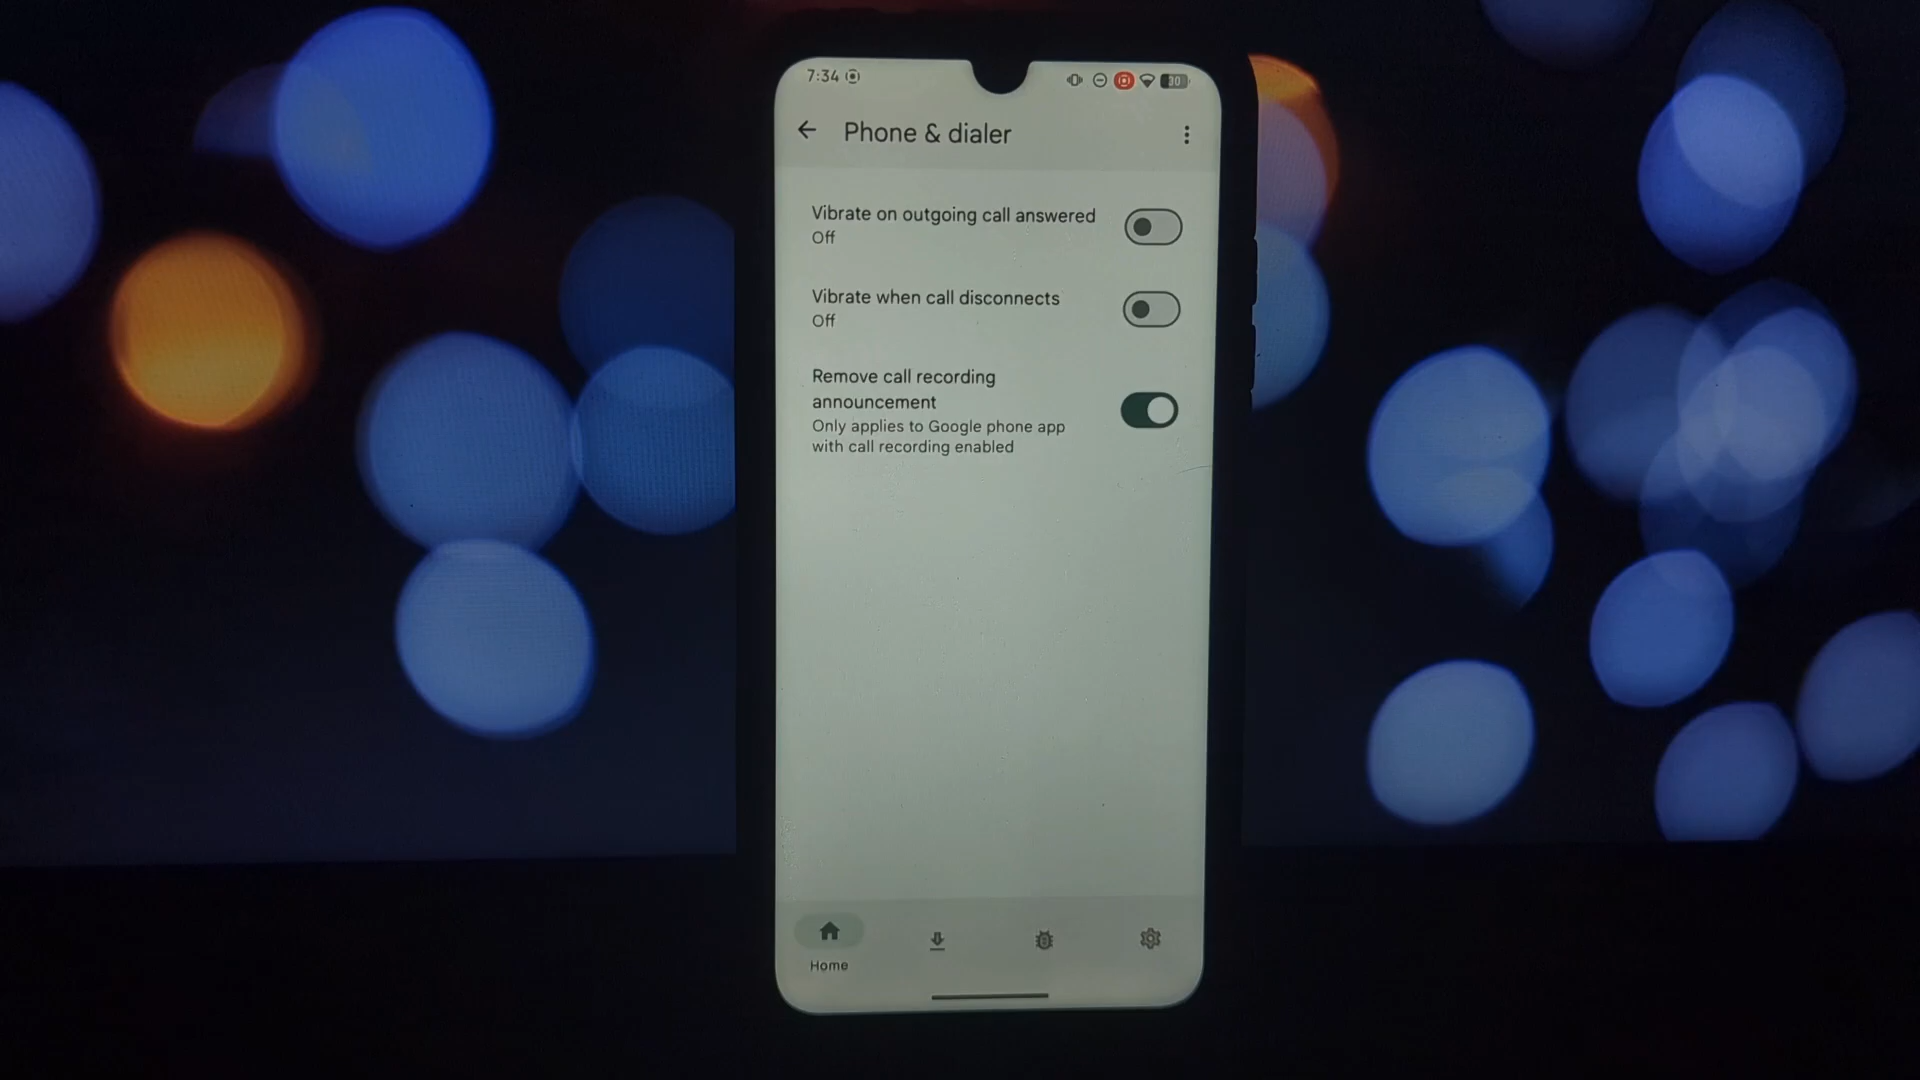 7:34
30
Phone & dialer
Vibrate on outgoing call answered
Off
Vibrate when call disconnects
Off
Remove call recording
announcement
Only applies to Google phone app
with call recording enabled
Home